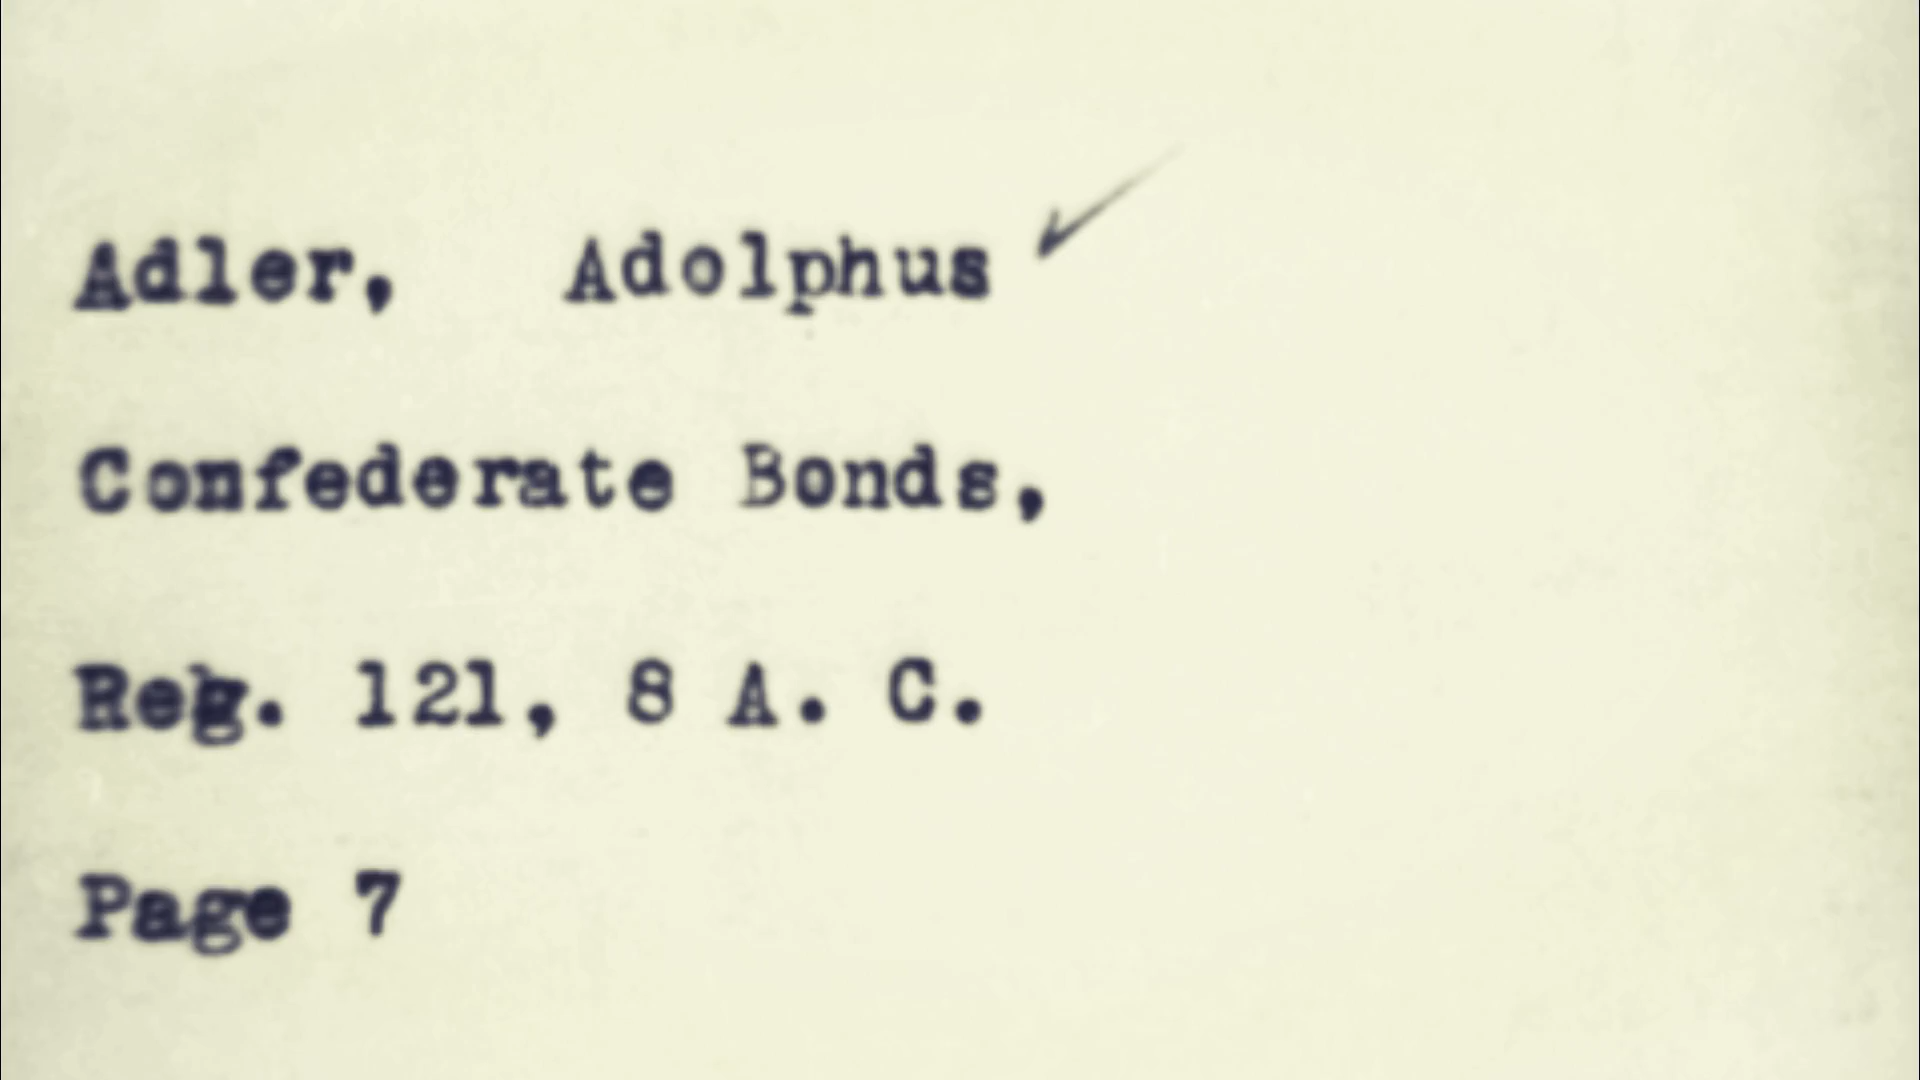 Adler, Adolphus
Confederate Bonds,
Reg. 121, 8 A. C.
Page 7